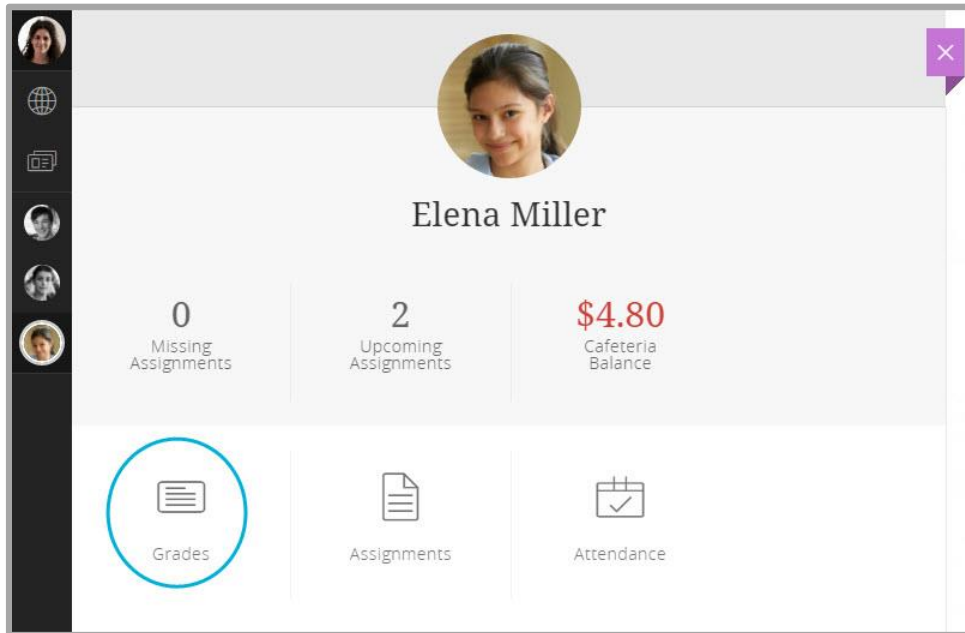 Elena Miller
0
Missing
Assignments
2
Upcoming
Assignments
$4.80
Cafeteria
Balance
Grades
Assignments
Attendance